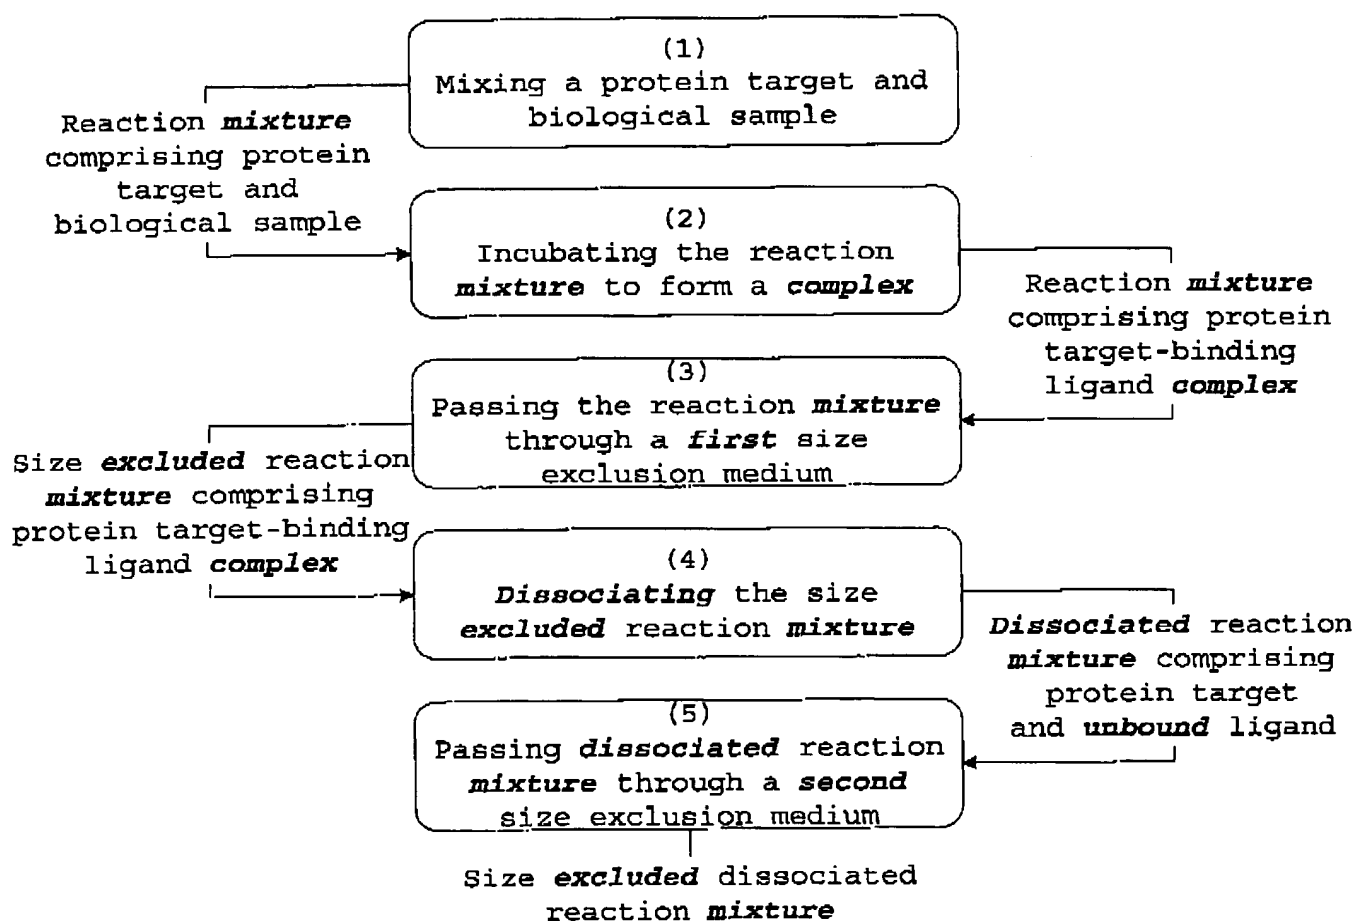 (1)
Mixing a protein target and
biological sample
Reaction mixture
comprising protein
target and
biological sample
(2)
Incubating the reaction
mixture to form a complex
Reaction mixture
comprising protein
target-binding
ligand complex
(3)
Passing the reaction mixture
through a first size
exclusion medium
Size excluded reaction
mixture comprising
protein target-binding
ligand complex
(4)
Dissociating the size
excluded reaction mixture
Dissociated reaction
mixture comprising
protein target
and unbound ligand
(5)
Passing dissociated reaction
mixture through a second
size exclusion medium
Size excluded dissociated
reaction mixture